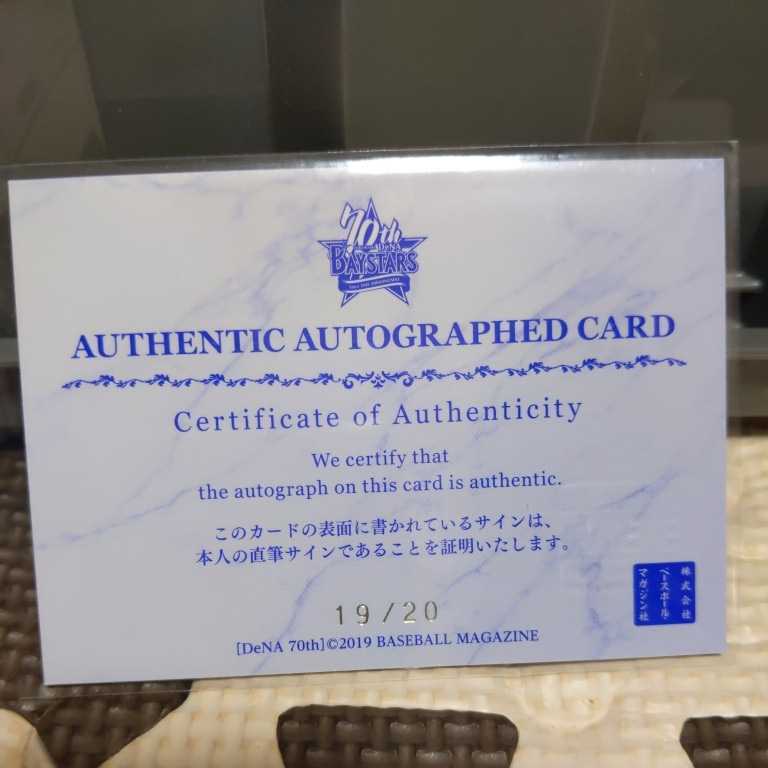 70th
DeNA
BAYSTARS
AUTHENTIC AUTOGRAPHED CARD
Certificate of Authenticity
We certify that
the autograph on this card is authentic.
このカードの表面に書かれているサインは、
本人の直筆サインであることを証明いたします。
株式会社
ベースボール・
マガジン社
19/20
[DeNA 70th]©2019 BASEBALL MAGAZINE